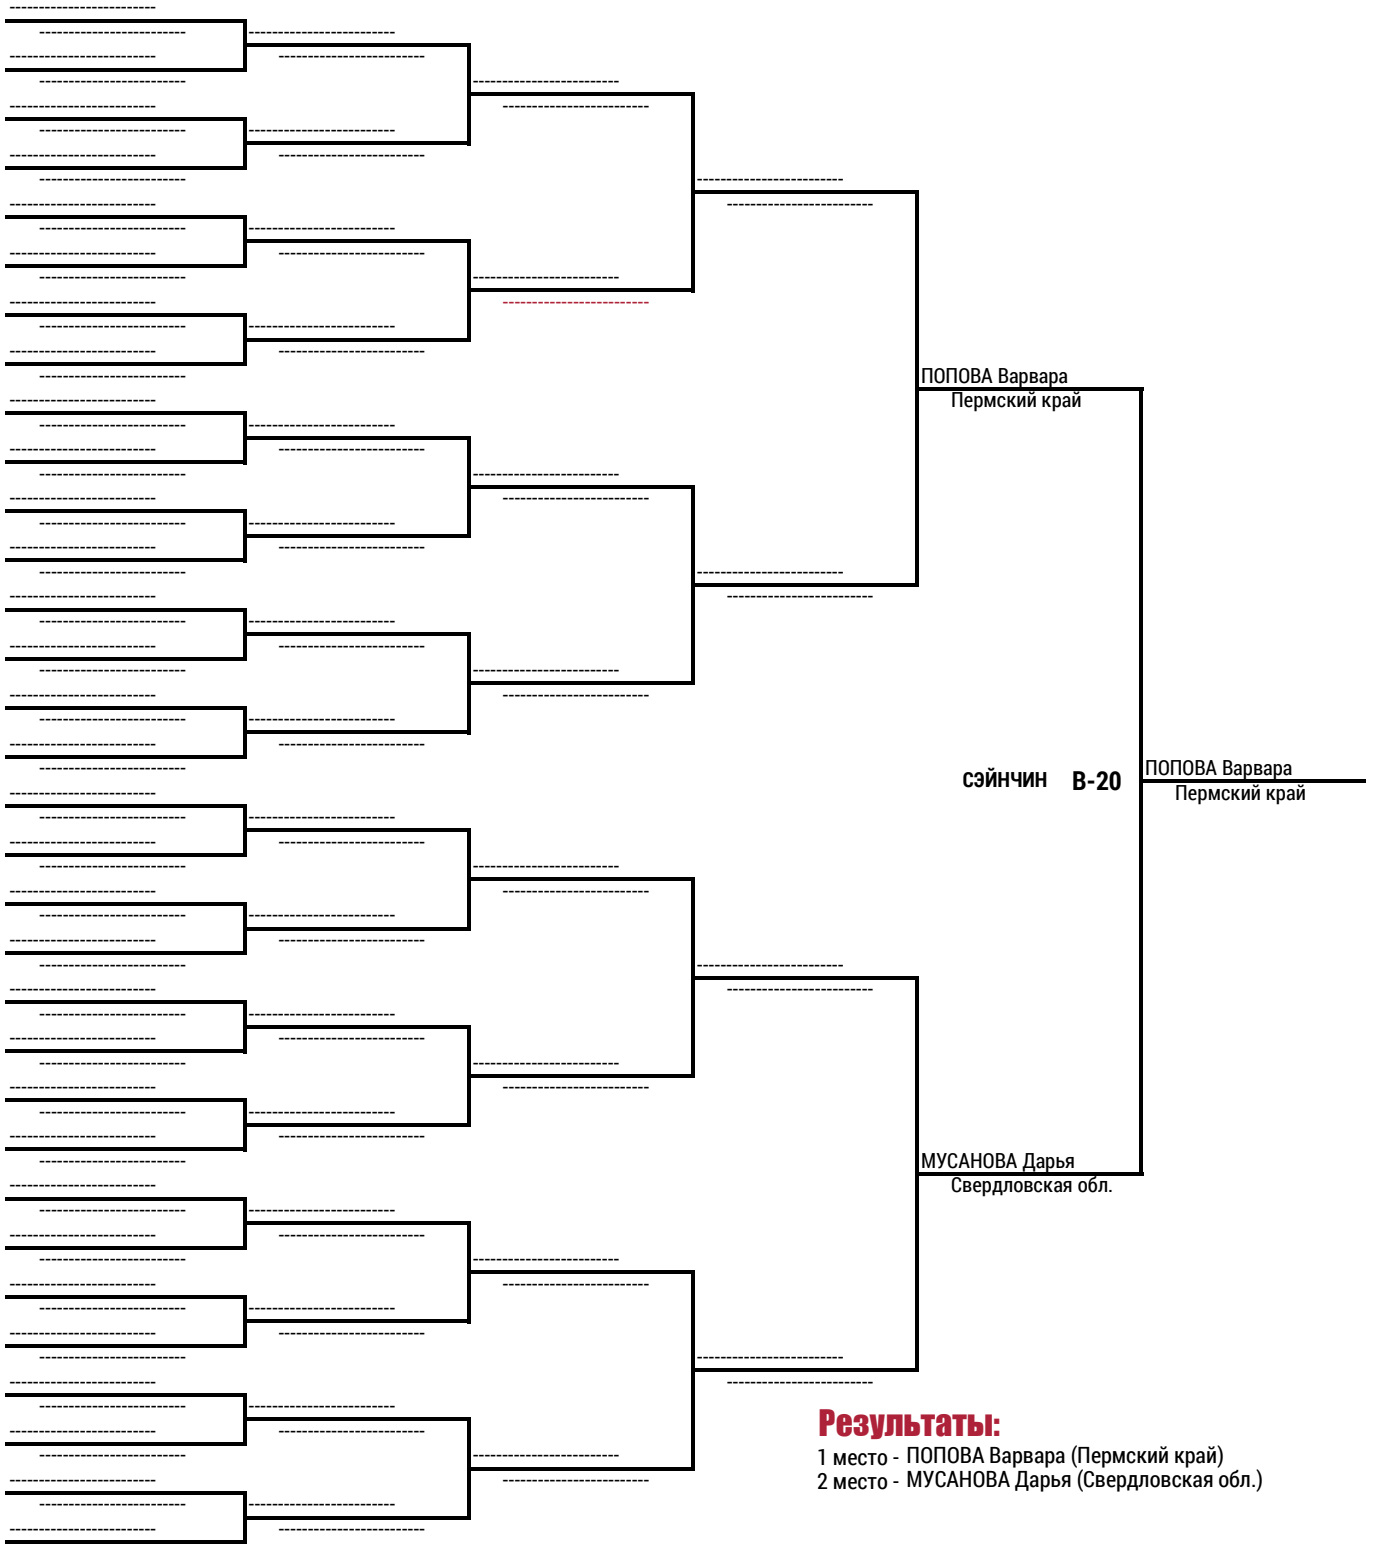 ПОПОВА Варвара
Пермский край
СЭЙНЧИН B-20
ПОПОВА Варвара
Пермский край
МУСАНОВА Дарья
Свердловская обл.
Результаты:
1 место - ПОПОВА Варвара (Пермский край)
2 место - МУСАНОВА Дарья (Свердловская обл.)